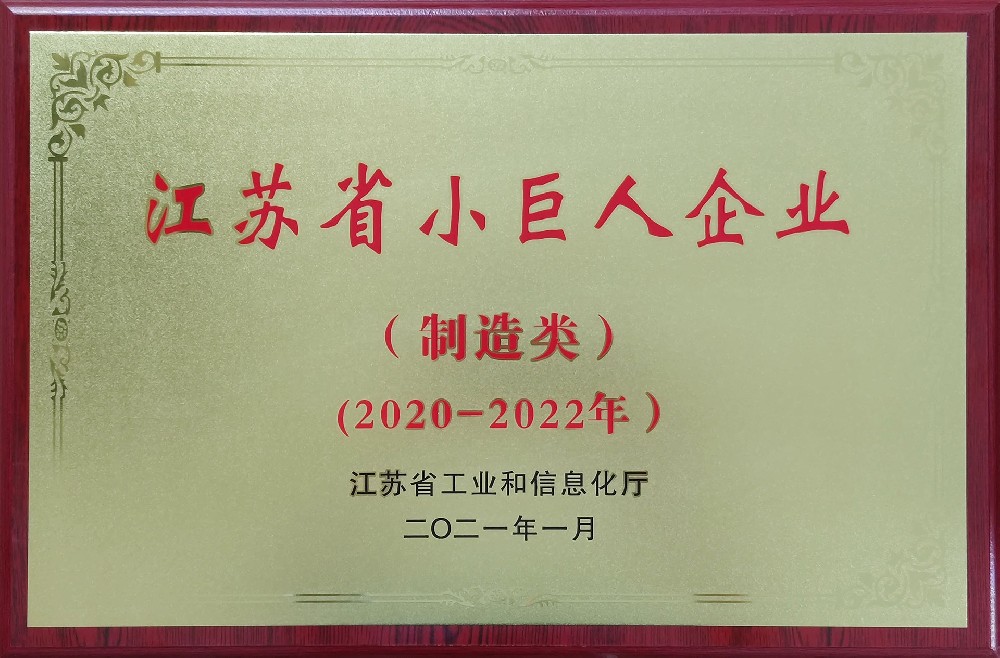 江苏省小巨人企业
（制造类）
(2020-2022年）
江苏省工业和信息化厅
二〇二一年一月